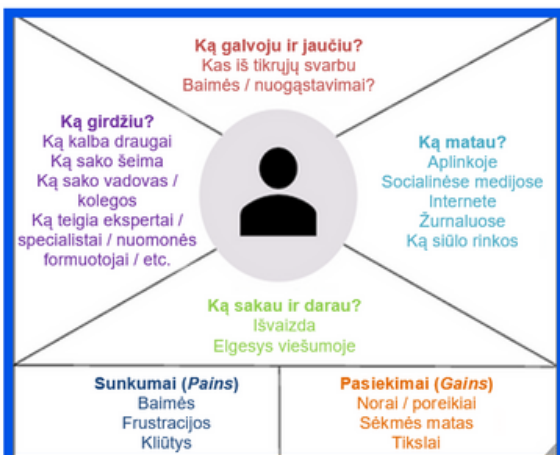 Ką galvoju ir jaučiu?
Kas iš tikrųjų svarbu
Baimės / nuogąstavimai?
Ką girdžiu?
Ką kalba draugai
Ką sako šeima
Ką sako vadovas /
kolegos
Ką teigia ekspertai /
specialistai / nuomonės
formuotojai / etc.
Ką matau?
Aplinkoje
Socialinėse medijose
Internete
Žurnaluose
Ką siūlo rinkos
Ką sakau ir darau?
Išvaizda
Elgesys viešumoje
Sunkumai (Pains)
Baimės
Frustracijos
Kliūtys
Pasiekimai (Gains)
Norai / poreikiai
Sėkmės matas
Tikslai